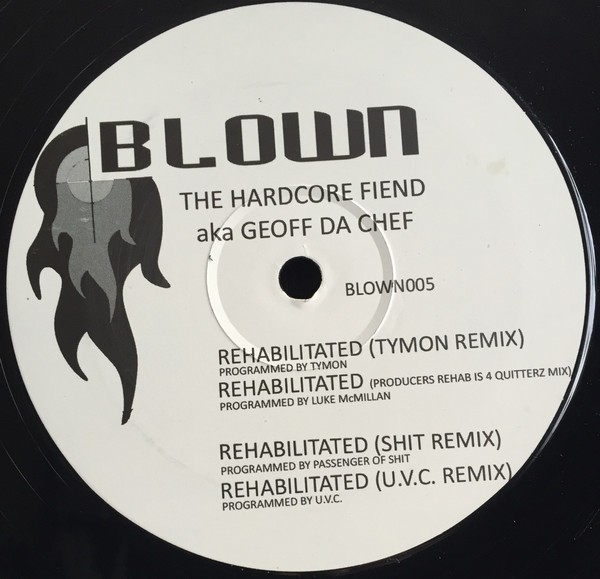 BLOWN
THE HARDCORE FIEND
aka GEOFF DA CHEF
BLOWN005
REHABILITATED (TYMON REMIX)
PROGRAMMED BY TYMON
REHABILITATED (PRODUCERS REHAB IS 4 QUITTERZ MIX)
PROGRAMMED BY LUKE McMILLAN
REHABILITATED (SHIT REMIX)
PROGRAMMED BY PASSENGER OF SHIT
REHABILITATED (U.V.C. REMIX)
PROGRAMMED BY U.V.C.